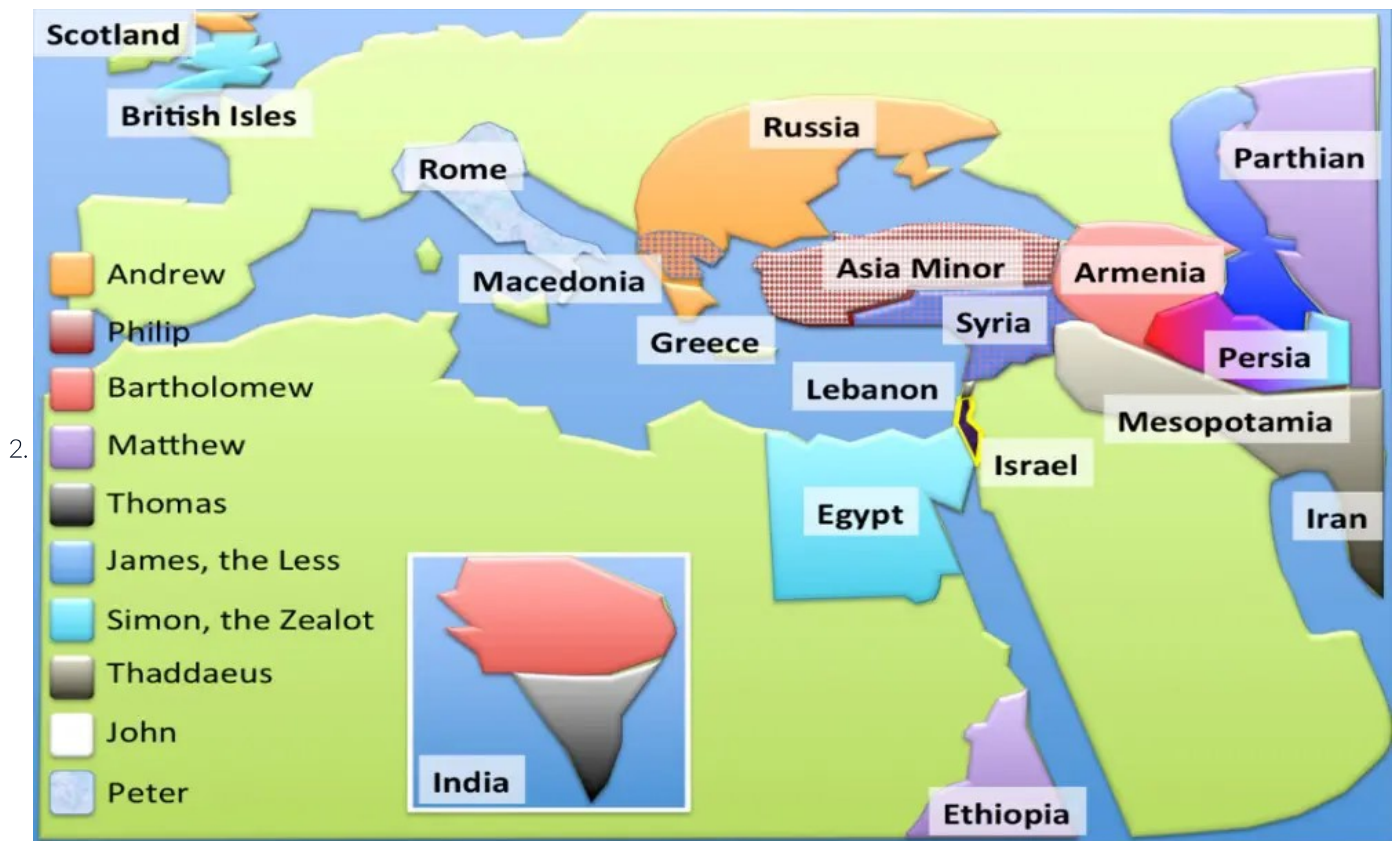 Scotland
British Isles
Rome
Russia
Parthian
Macedonia
Asia Minor
Armenia
Greece
Syria
Persia
Lebanon
Mesopotamia
Israel
Egypt
Iran
India
Ethiopia
2.
Andrew
Philip
Bartholomew
Matthew
Thomas
James, the Less
Simon, the Zealot
Thaddaeus
John
Peter